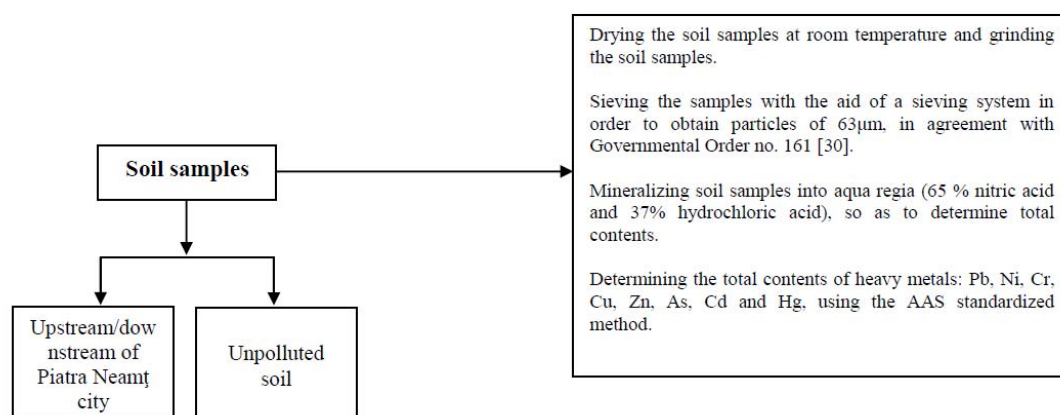 Soil samples
Upstream/dow
nstream of
Piatra Neamţ
city
Unpolluted
soil
Drying the soil samples at room temperature and grinding
the soil samples.
Sieving the samples with the aid of a sieving system in
order to obtain particles of 63µm, in agreement with
Governmental Order no. 161 [30].
Mineralizing soil samples into aqua regia (65 % nitric acid
and 37% hydrochloric acid), so as to determine total
contents.
Determining the total contents of heavy metals: Pb, Ni, Cr,
Cu, Zn, As, Cd and Hg, using the AAS standardized
method.